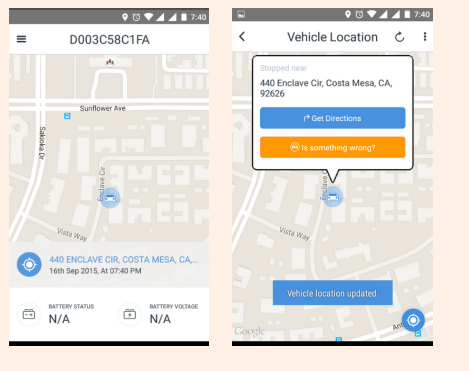 7:40
D003C58C1FA
Sunflower Ave
Sakioka Dr
Enclave Cir
Vista Way
440 ENCLAVE CIR, COSTA MESA, CA,...
16th Sep 2015, At 07:40 PM
BATTERY STATUS
N/A
BATTERY VOLTAGE
N/A
7:40
Vehicle Location
Stopped near
440 Enclave Cir, Costa Mesa, CA,
92626
Get Directions
Is something wrong?
Enclave
Vista Way
Vehicle location updated.
Google